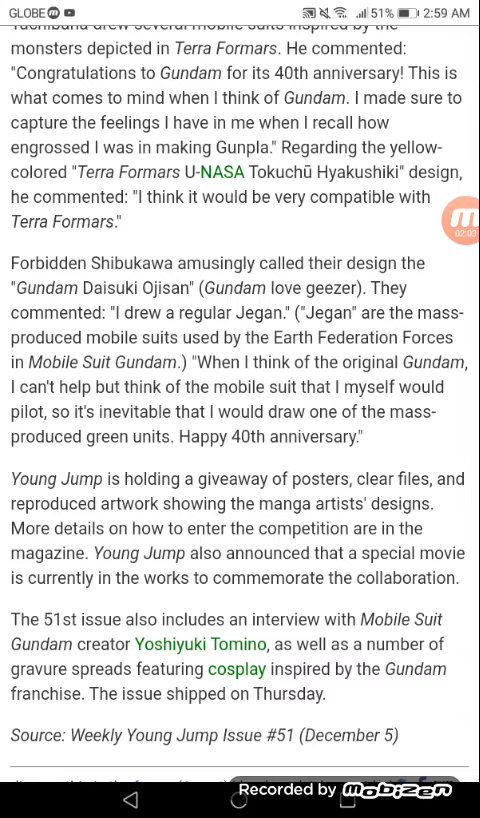 GLOBE 51% 2:59 AM
Tachibana drew several mobile suits inspired by the
monsters depicted in Terra Formars. He commented:
"Congratulations to Gundam for its 40th anniversary! This is
what comes to mind when I think of Gundam. I made sure to
capture the feelings I have in me when I recall how
engrossed I was in making Gunpla." Regarding the yellow-
colored "Terra Formars U-NASA Tokuchū Hyakushiki" design,
he commented: "I think it would be very compatible with
Terra Formars."
02:03
Forbidden Shibukawa amusingly called their design the
"Gundam Daisuki Ojisan" (Gundam love geezer). They
commented: "I drew a regular Jegan." ("Jegan" are the mass-
produced mobile suits used by the Earth Federation Forces
in Mobile Suit Gundam.) "When I think of the original Gundam,
I can't help but think of the mobile suit that I myself would
pilot, so it's inevitable that I would draw one of the mass-
produced green units. Happy 40th anniversary."
Young Jump is holding a giveaway of posters, clear files, and
reproduced artwork showing the manga artists' designs.
More details on how to enter the competition are in the
magazine. Young Jump also announced that a special movie
is currently in the works to commemorate the collaboration.
The 51st issue also includes an interview with Mobile Suit
Gundam creator Yoshiyuki Tomino, as well as a number of
gravure spreads featuring cosplay inspired by the Gundam
franchise. The issue shipped on Thursday.
Source: Weekly Young Jump Issue #51 (December 5)
Recorded by Mobizen